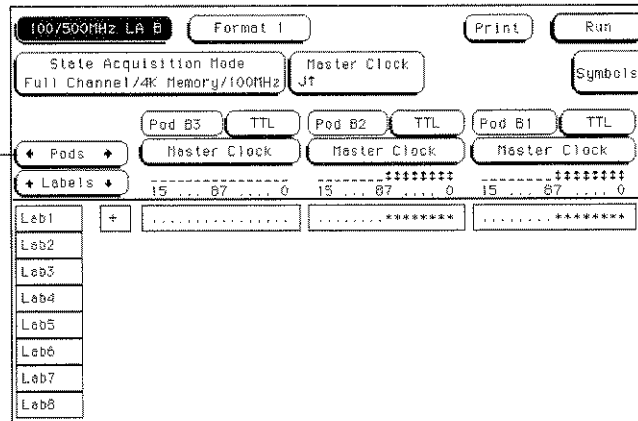 100/500MHz LA B Format 1 Print Run
State Acquisition Mode
Full Channel/4K Memory/100MHz
Master Clock
J↑
Symbols
Pod B3 TTL Pod B2 TTL Pod B1 TTL
← Pods → Master Clock Master Clock Master Clock
↑ Labels ↓ 15 ... 87 ... 0 15 ... 87 ... 0 15 ... 87 ... 0
Lab1 + ................ ........******** ........********
Lab2
Lab3
Lab4
Lab5
Lab6
Lab7
Lab8